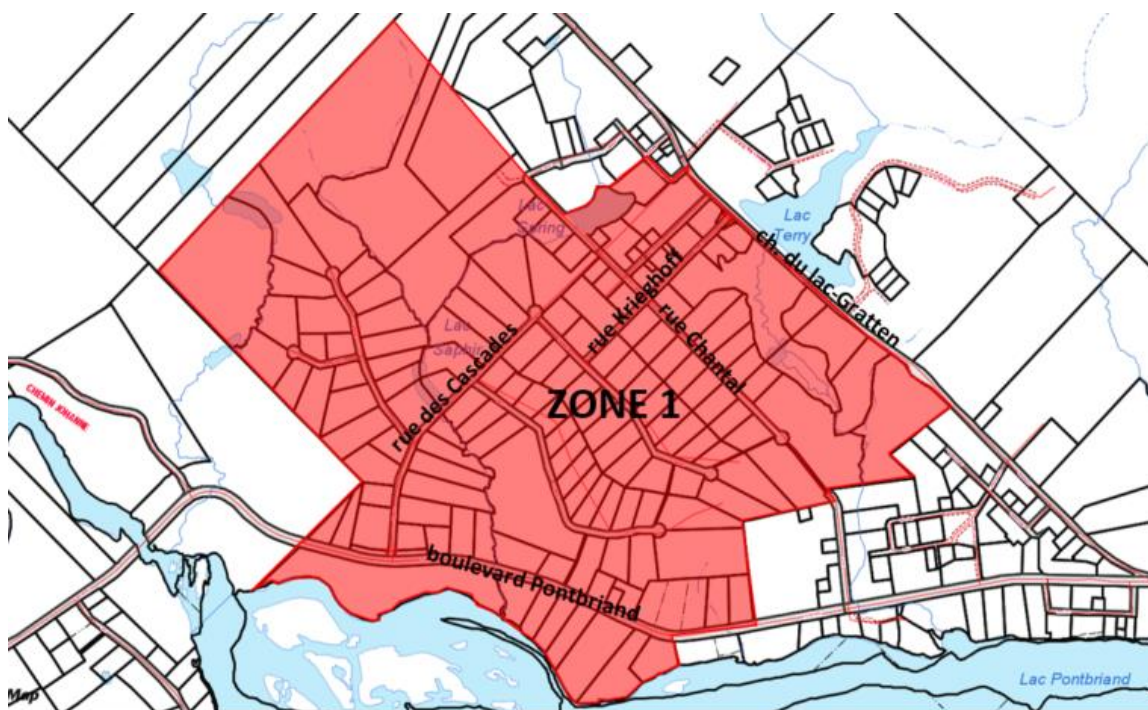 Lac
Spring
Lac
Terry
ch. du lac-Gratten
rue Krieghoff
rue Chantal
Lac
Saphir
rue des Cascades
ZONE 1
CHEMIN JOHANNE
boulevard Pontbriand
Lac Pontbriand
Map